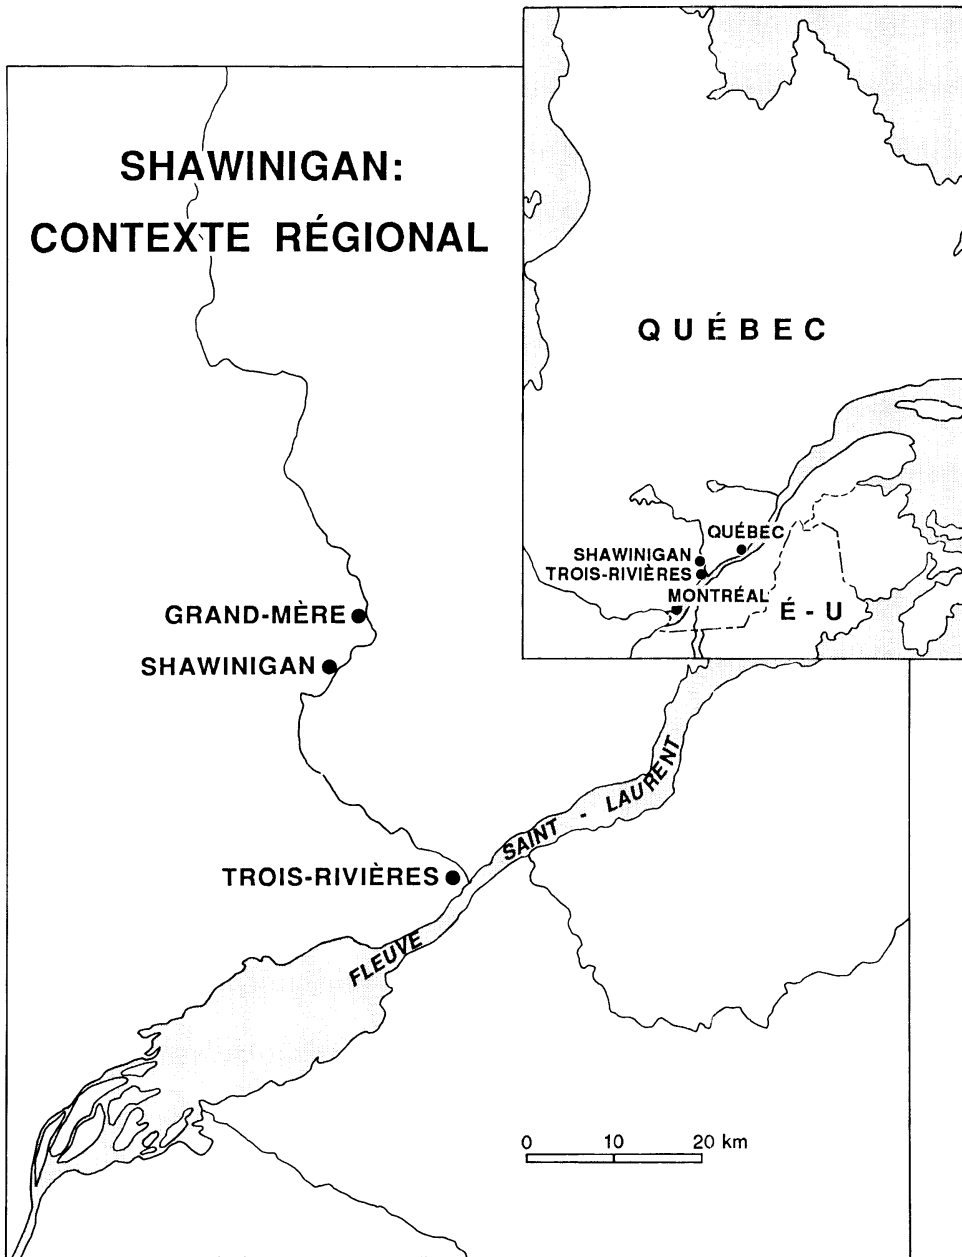 SHAWINIGAN:
CONTEXTE RÉGIONAL
QUÉBEC
QUÉBEC
SHAWINIGAN
TROIS-RIVIÈRES
MONTRÉAL
É - U
GRAND-MÈRE
SHAWINIGAN
TROIS-RIVIÈRES
FLEUVE SAINT - LAURENT
0 10 20 km